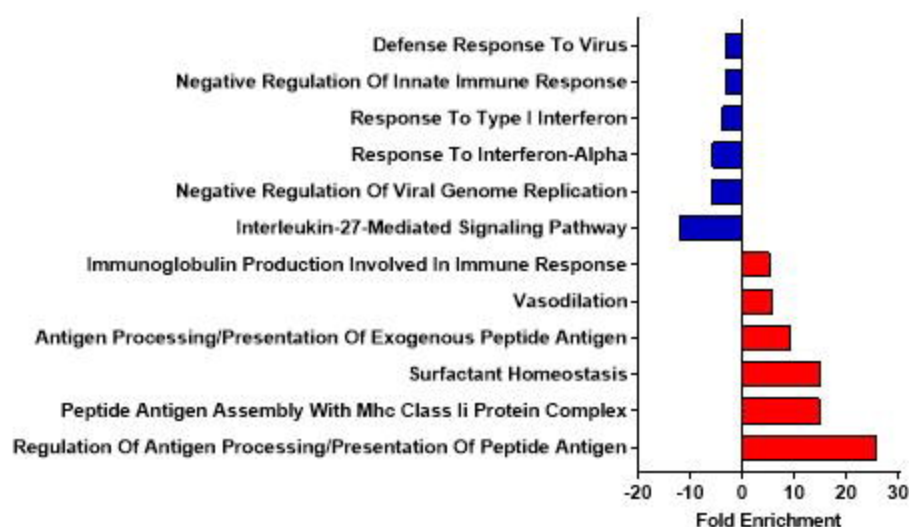 Defense Response To Virus
Negative Regulation Of Innate Immune Response
Response To Type I Interferon
Response To Interferon-Alpha
Negative Regulation Of Viral Genome Replication
Interleukin-27-Mediated Signaling Pathway
Immunoglobulin Production Involved In Immune Response
Vasodilation
Antigen Processing/Presentation Of Exogenous Peptide Antigen
Surfactant Homeostasis
Peptide Antigen Assembly With Mhc Class Ii Protein Complex
Regulation Of Antigen Processing/Presentation Of Peptide Antigen
-20 -10 0 10 20 30
Fold Enrichment